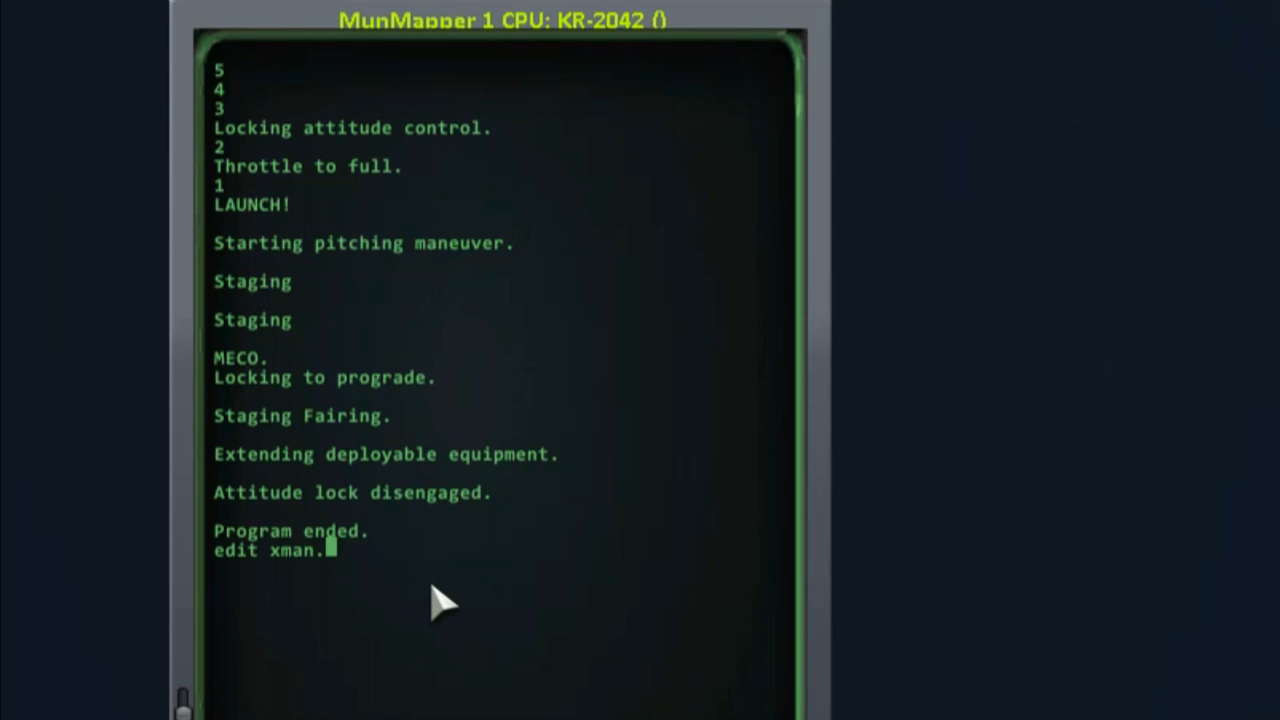 MunMapper 1 CPU: KR-2042 ()
5
4
3
Locking attitude control.
2
Throttle to full.
1
LAUNCH!
Starting pitching maneuver.
Staging
Staging
MECO.
Locking to prograde.
Staging Fairing.
Extending deployable equipment.
Attitude lock disengaged.
Program ended.
edit xman.